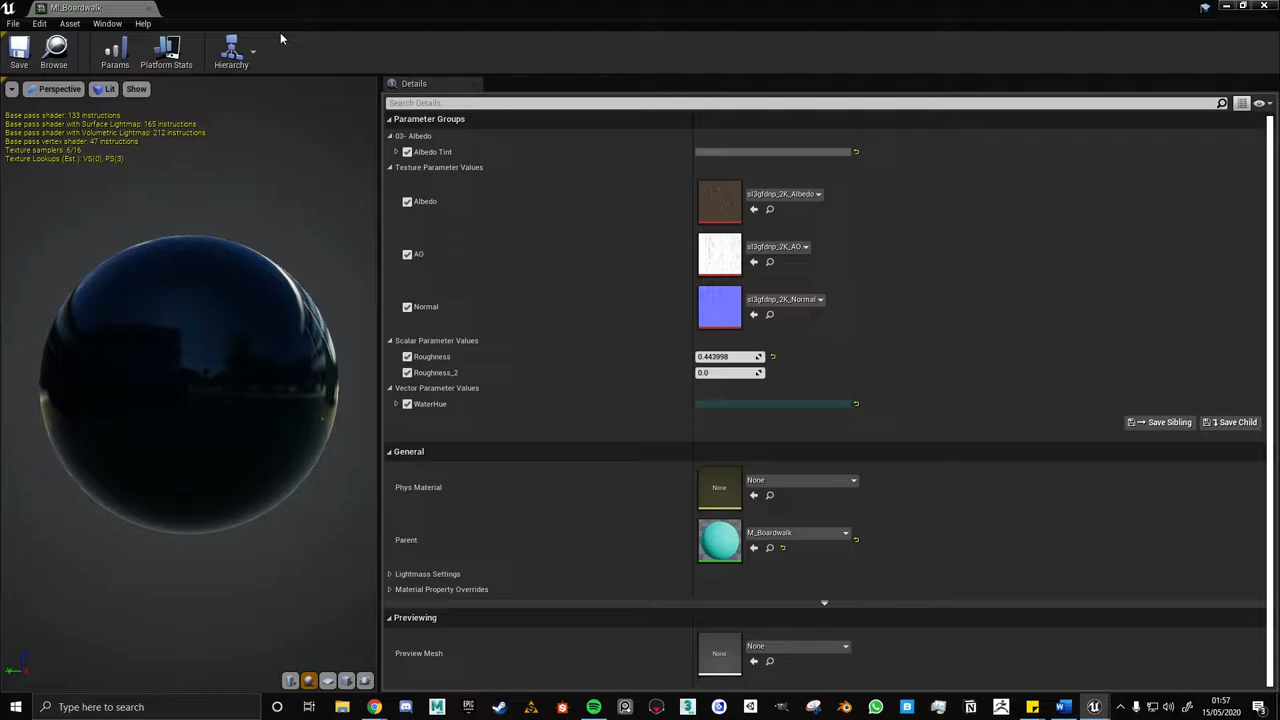 MI_Boardwalk
File Edit Asset Window Help
Save Browse Params Platform Stats Hierarchy
Perspective Lit Show
Base pass shader: 133 instructions
Base pass shader with Surface Lightmap: 165 instructions
Base pass shader with Volumetric Lightmap: 212 instructions
Base pass vertex shader: 47 instructions
Texture samplers: 6/16
Texture Lookups (Est.): VS(0), PS(3)
Details
Search Details
Parameter Groups
03- Albedo
Albedo Tint
Texture Parameter Values
Albedo sl3gfdnp_2K_Albedo
AO sl3gfdnp_2K_AO
Normal sl3gfdnp_2K_Normal
Scalar Parameter Values
Roughness 0.443998
Roughness_2 0.0
Vector Parameter Values
WaterHue
Save Sibling Save Child
General
Phys Material None None
Parent M_Boardwalk
Lightmass Settings
Material Property Overrides
Previewing
Preview Mesh None None
Type here to search
01:57
15/05/2020